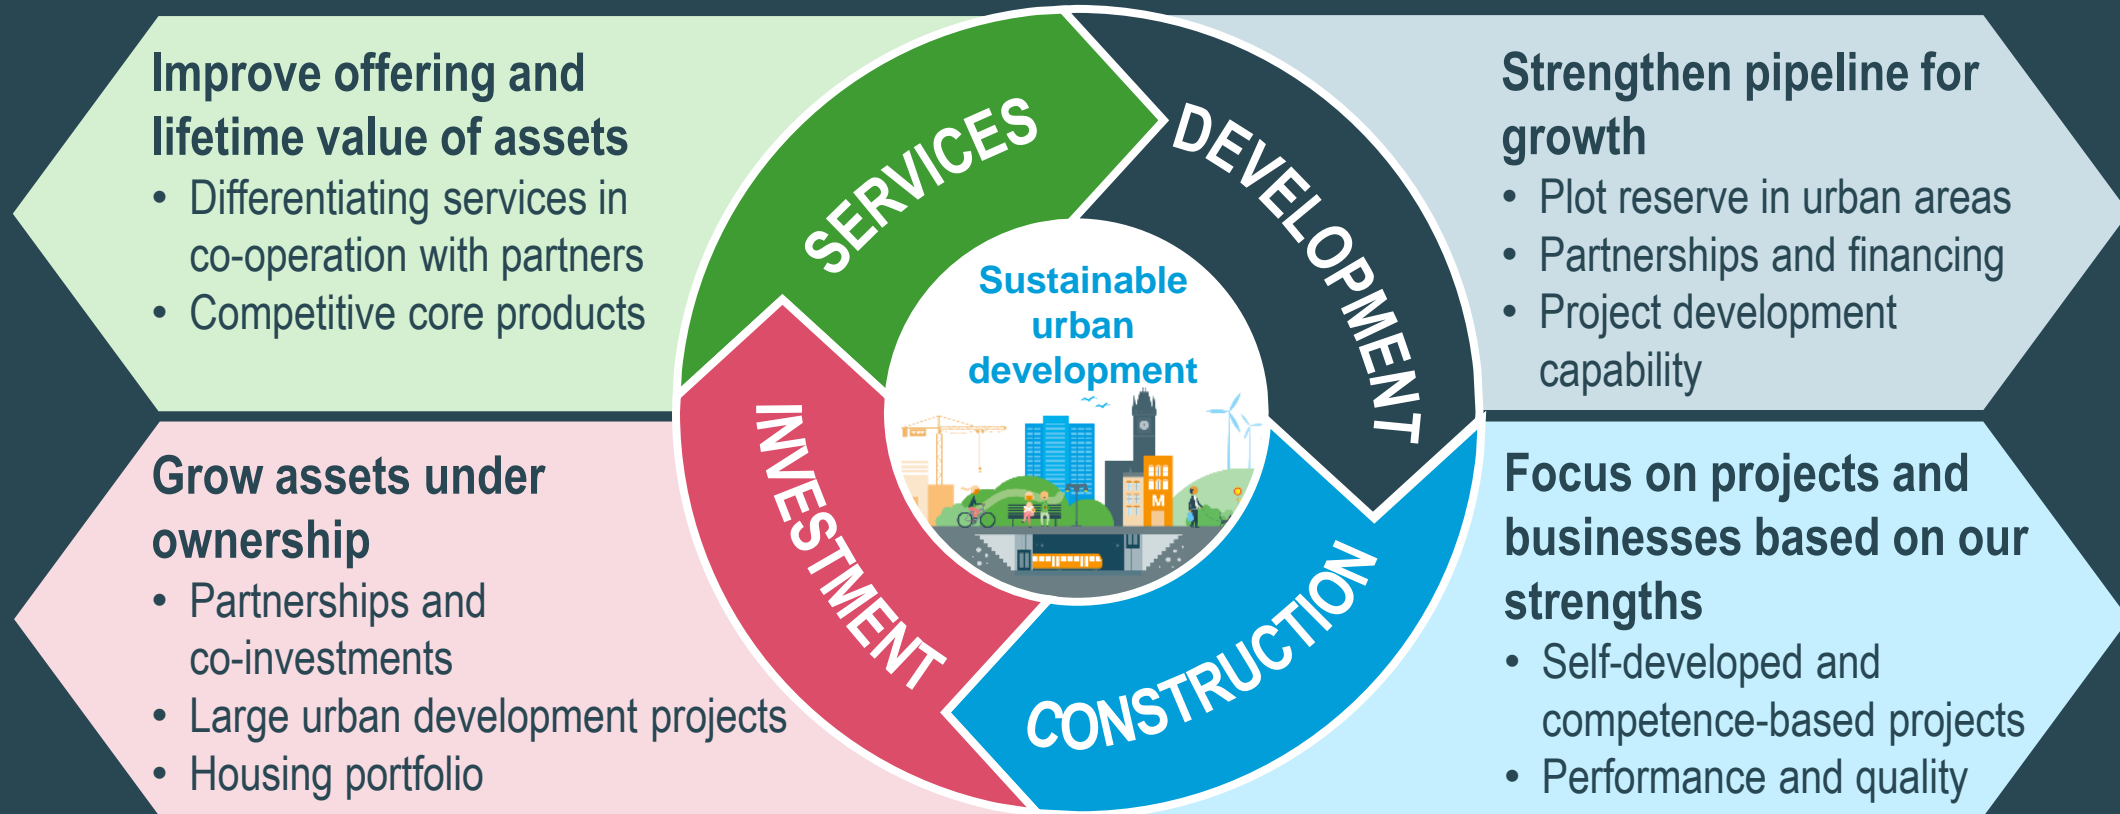 Improve offering and
lifetime value of assets
• Differentiating services in
co-operation with partners
• Competitive core products
Grow assets under
ownership
• Partnerships and
co-investments
• Large urban development projects
• Housing portfolio
SERVICES
DEVELOPMENT
CONSTRUCTION
INVESTMENT
Sustainable
urban
development
M
Strengthen pipeline for
growth
• Plot reserve in urban areas
• Partnerships and financing
• Project development
capability
Focus on projects and
businesses based on our
strengths
• Self-developed and
competence-based projects
• Performance and quality